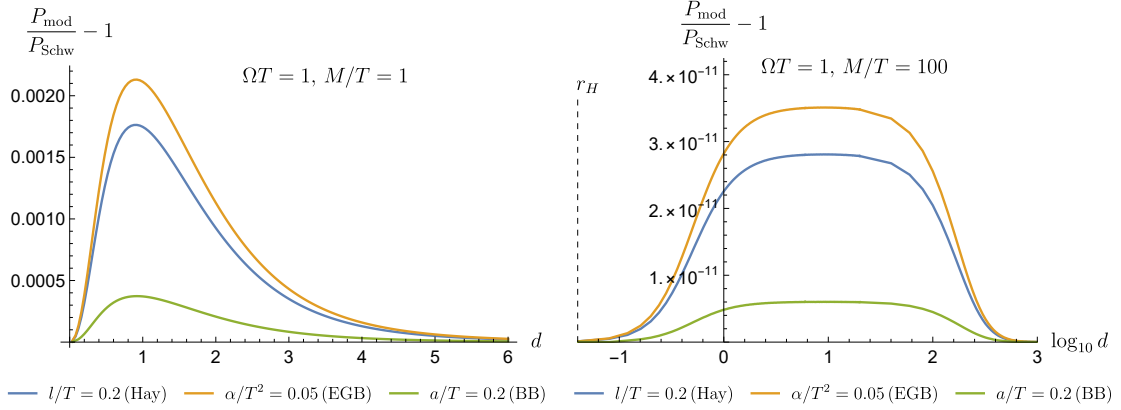 P_mod/P_Schw − 1
ΩT = 1, M/T = 1
0.0020
0.0015
0.0010
0.0005
1 2 3 4 5 6 d
l/T = 0.2 (Hay) α/T² = 0.05 (EGB) a/T = 0.2 (BB)
P_mod/P_Schw − 1
ΩT = 1, M/T = 100
r_H
4.×10⁻¹¹
3.×10⁻¹¹
2.×10⁻¹¹
1.×10⁻¹¹
−1 0 1 2 3 log₁₀ d
l/T = 0.2 (Hay) α/T² = 0.05 (EGB) a/T = 0.2 (BB)